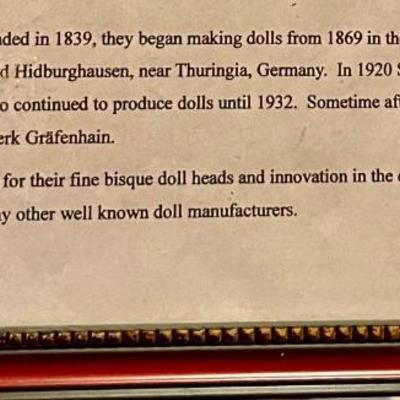 nded in 1839, they began making dolls from 1869 in th
d Hidburghausen, near Thuringia, Germany. In 1920 S
o continued to produce dolls until 1932. Sometime af
erk Gräfenhain.
for their fine bisque doll heads and innovation in the
y other well known doll manufacturers.